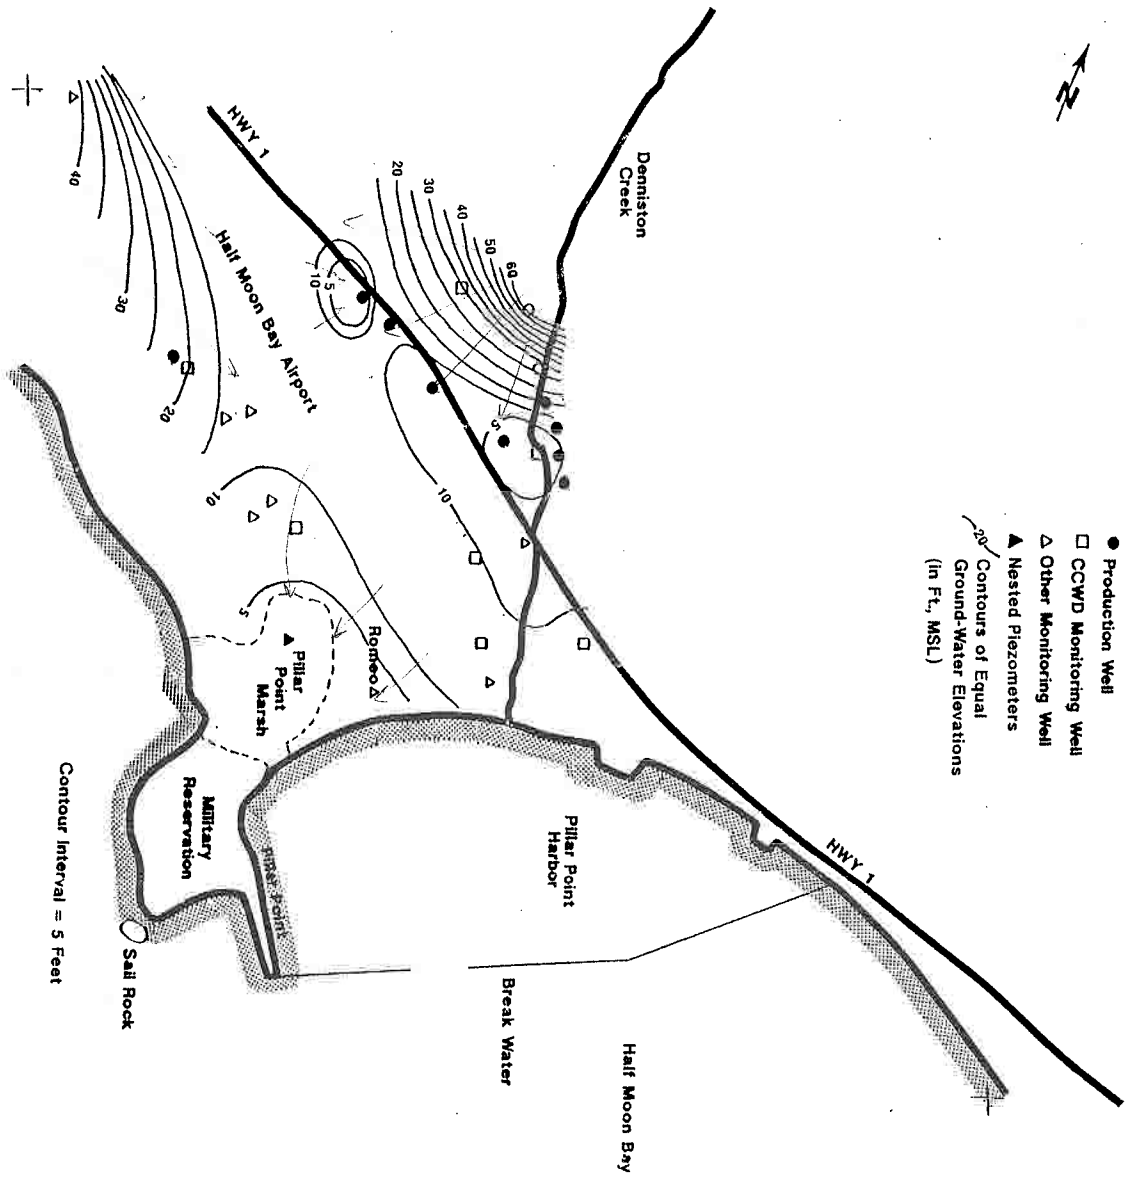 N
Denniston
Creek
HWY 1
20
30
40
50
60
40
30
20
Half Moon Bay Airport
5
10
5
10
10
5
Romeo
Pillar
Point
Marsh
Military
Reservation
Pillar Point
Sail Rock
Pillar Point
Harbor
HWY 1
Break Water
Half Moon Bay
Production Well
CCWD Monitoring Well
Other Monitoring Well
Nested Piezometers
20
Contours of Equal
Ground-Water Elevations
(in Ft., MSL)
Contour Interval = 5 Feet